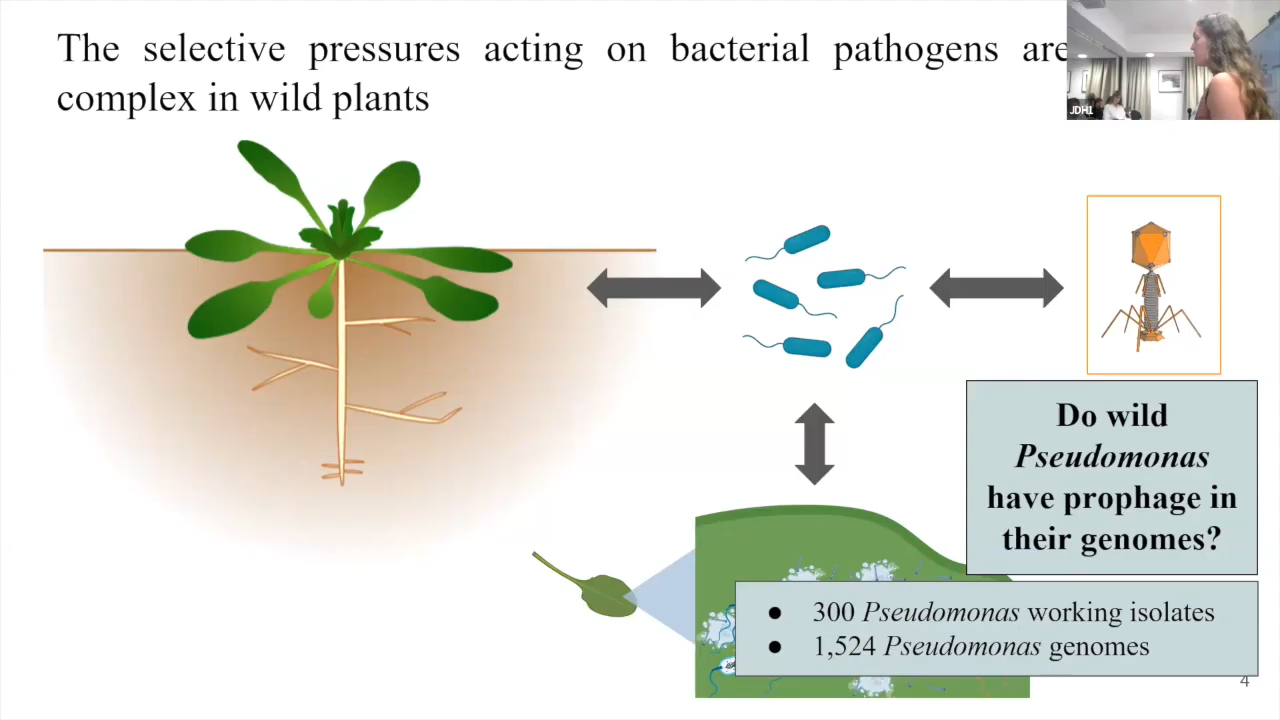 The selective pressures acting on bacterial pathogens are
complex in wild plants
JDH1
Do wild
Pseudomonas
have prophage in
their genomes?
● 300 Pseudomonas working isolates
● 1,524 Pseudomonas genomes
4